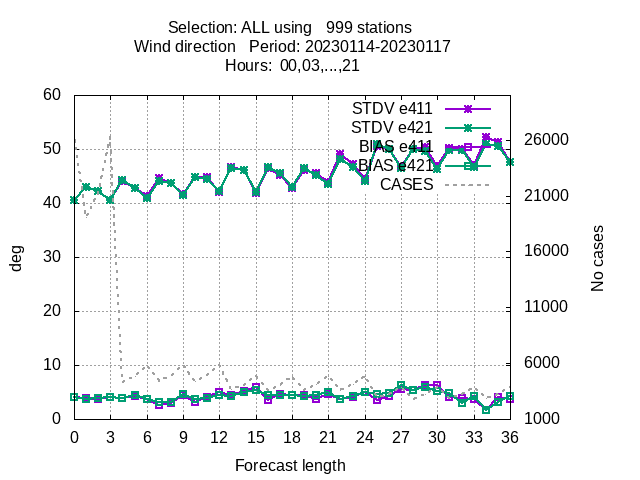 Selection: ALL using   999 stations
Wind direction   Period: 20230114-20230117
Hours:  00,03,...,21
STDV e411
STDV e421
BIAS e411
BIAS e421
CASES
60
50
40
30
20
10
0
deg
26000
21000
16000
11000
6000
1000
No cases
0 3 6 9 12 15 18 21 24 27 30 33 36
Forecast length